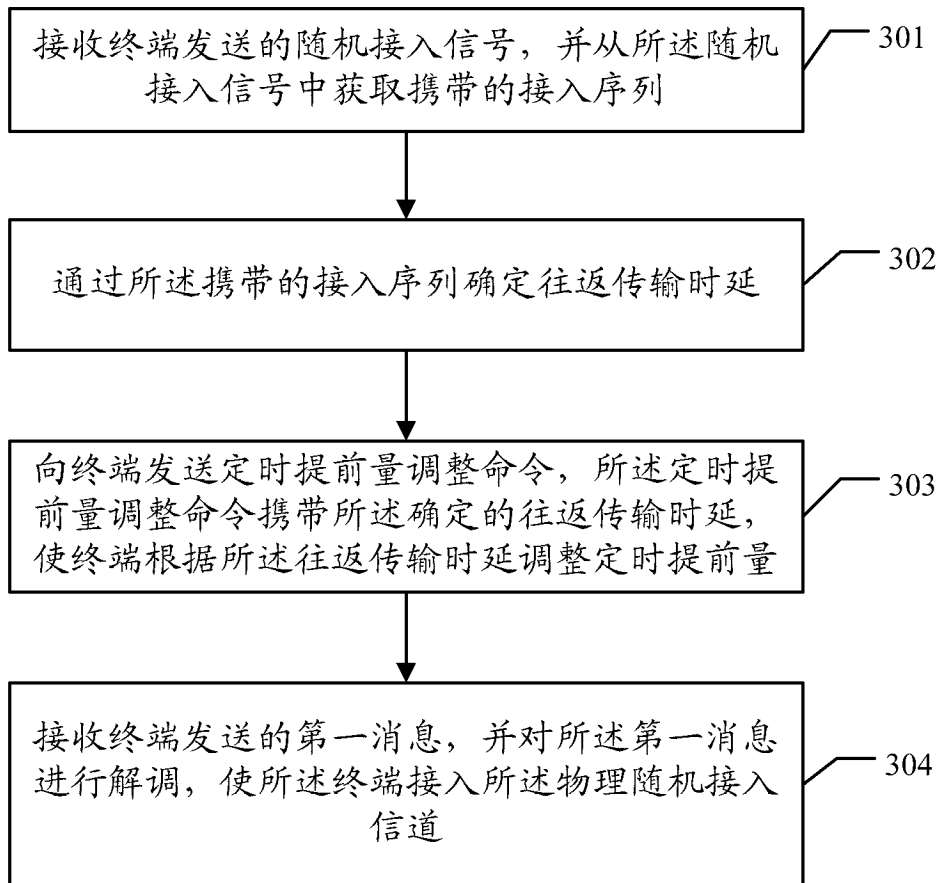 接收终端发送的随机接入信号，并从所述随机
接入信号中获取携带的接入序列
301
通过所述携带的接入序列确定往返传输时延
302
向终端发送定时提前量调整命令，所述定时提
前量调整命令携带所述确定的往返传输时延，
使终端根据所述往返传输时延调整定时提前量
303
接收终端发送的第一消息，并对所述第一消息
进行解调，使所述终端接入所述物理随机接入
信道
304